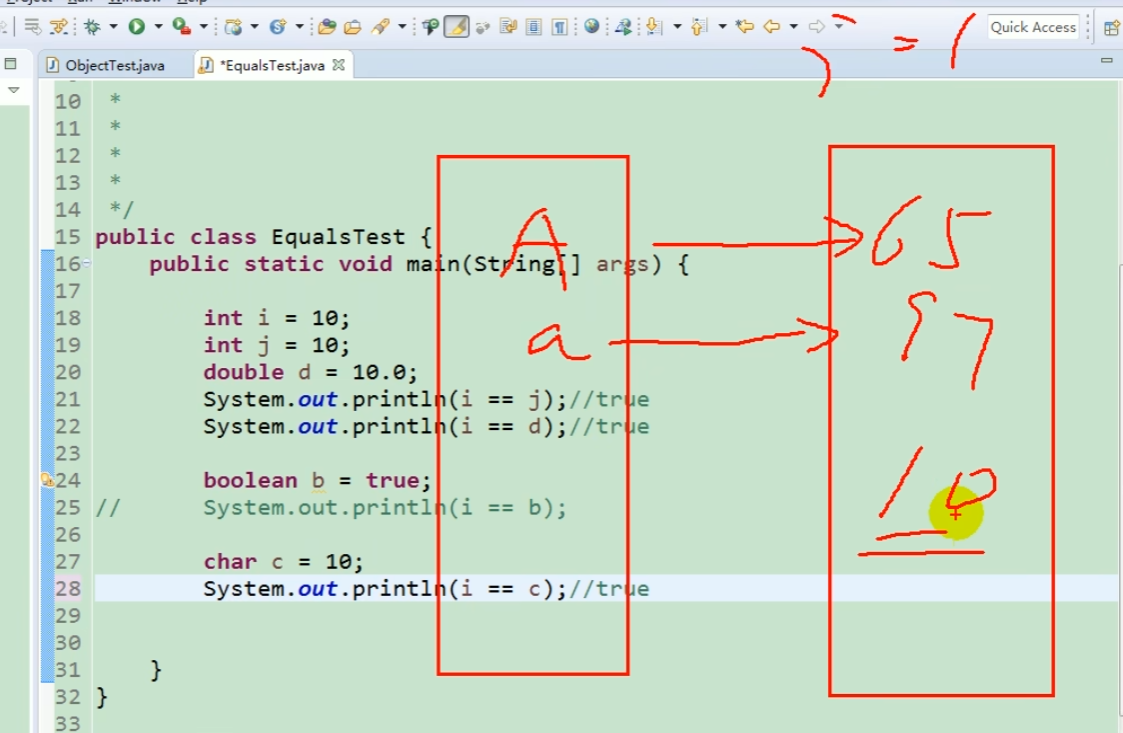 Quick Access
ObjectTest.java
*EqualsTest.java
10 *
11 *
12 *
13 *
14 */
15 public class EqualsTest {
16 public static void main(String[] args) {
17
18 int i = 10;
19 int j = 10;
20 double d = 10.0;
21 System.out.println(i == j);//true
22 System.out.println(i == d);//true
23
24 boolean b = true;
25 // System.out.println(i == b);
26
27 char c = 10;
28 System.out.println(i == c);//true
29
30
31 }
32 }
33
A 65
a 97
10